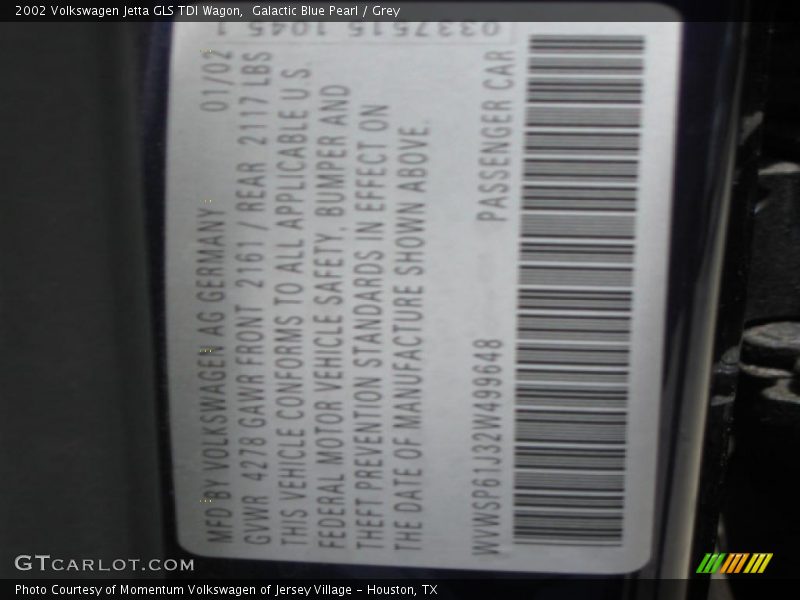 2002 Volkswagen Jetta GLS TDI Wagon,  Galactic Blue Pearl / Grey
MFD BY VOLKSWAGEN AG GERMANY 01/02
GVWR 4278 GAWR FRONT 2161 / REAR 2117 LBS
THIS VEHICLE CONFORMS TO ALL APPLICABLE U.S.
FEDERAL MOTOR VEHICLE SAFETY, BUMPER AND
THEFT PREVENTION STANDARDS IN EFFECT ON
THE DATE OF MANUFACTURE SHOWN ABOVE.
WVWSP61J32W499648 PASSENGER CAR
GTCARLOT.COM
Photo Courtesy of Momentum Volkswagen of Jersey Village - Houston, TX